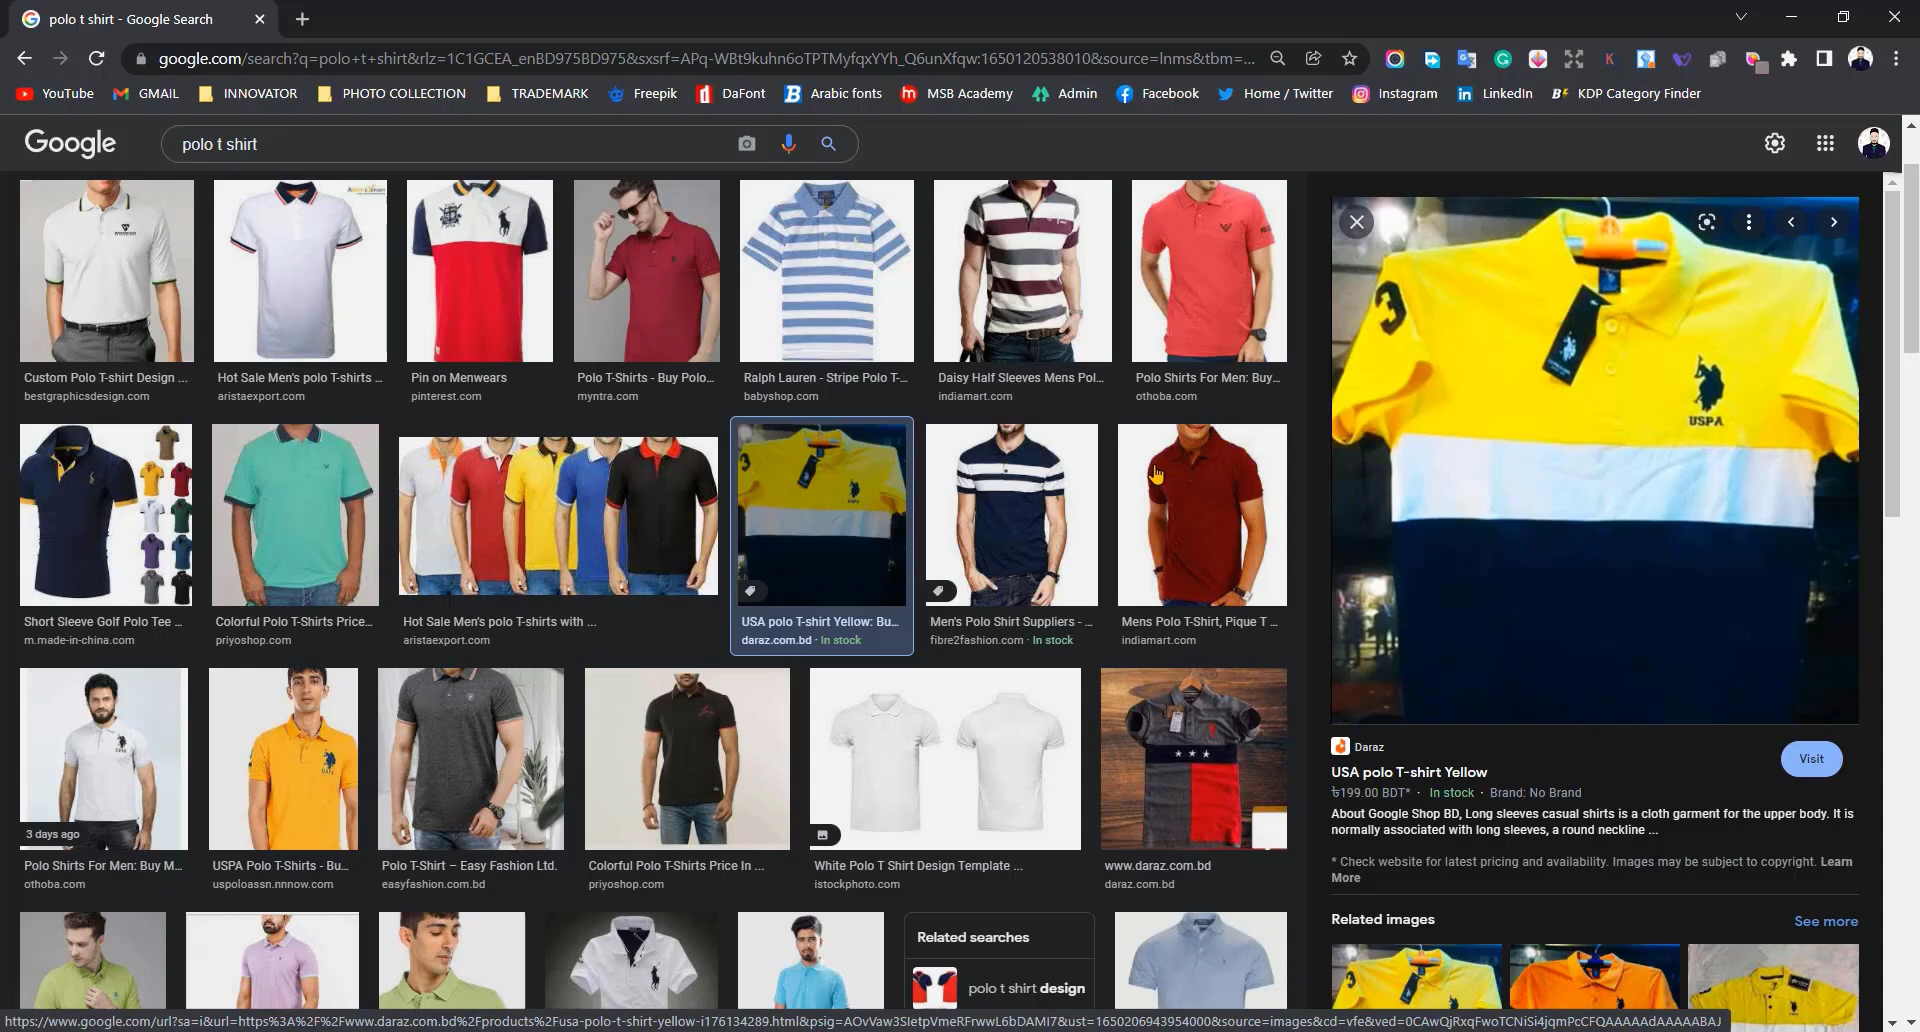 polo t shirt - Google Search
google.com/search?q=polo+t+shirt&rlz=1C1GCEA_enBD975BD975&sxsrf=APq-WBt9kuhn6oTPTMyfqxYYh_Q6unXfqw:1650120538010&source=lnms&tbm=...
YouTube GMAIL INNOVATOR PHOTO COLLECTION TRADEMARK Freepik DaFont Arabic fonts MSB Academy Admin Facebook Home / Twitter Instagram LinkedIn KDP Category Finder
Google polo t shirt
Custom Polo T-shirt Design ... Hot Sale Men's polo T-shirts ... Pin on Menwears Polo T-Shirts - Buy Polo... Ralph Lauren - Stripe Polo T-... Daisy Half Sleeves Mens Pol... Polo Shirts For Men: Buy...
bestgraphicsdesign.com aristaexport.com pinterest.com myntra.com babyshop.com indiamart.com othoba.com
3
USPA
Short Sleeve Golf Polo Tee ... Colorful Polo T-Shirts Price... Hot Sale Men's polo T-shirts with ... USA polo T-shirt Yellow: Bu... Men's Polo Shirt Suppliers - ... Mens Polo T-Shirt, Pique T ...
m.made-in-china.com priyoshop.com aristaexport.com daraz.com.bd · In stock fibre2fashion.com · In stock indiamart.com
Daraz
USA polo T-shirt Yellow
Visit
৳199.00 BDT* · In stock · Brand: No Brand
About Google Shop BD, Long sleeves casual shirts is a cloth garment for the upper body. It is
normally associated with long sleeves, a round neckline ...
* Check website for latest pricing and availability. Images may be subject to copyright. Learn
More
3 days ago
Polo Shirts For Men: Buy M... USPA Polo T-Shirts - Bu... Polo T-Shirt – Easy Fashion Ltd. Colorful Polo T-Shirts Price In ... White Polo T Shirt Design Template ... www.daraz.com.bd
othoba.com uspoloassn.nnnow.com easyfashion.com.bd priyoshop.com istockphoto.com daraz.com.bd
Related images See more
Related searches
polo t shirt design
https://www.google.com/url?sa=i&url=https%3A%2F%2Fwww.daraz.com.bd%2Fproducts%2Fusa-polo-t-shirt-yellow-i176134289.html&psig=AOvVaw3SIetpVmeRFrwwL6bDAMI7&ust=1650206943954000&source=images&cd=vfe&ved=0CAwQjRxqFwoTCNiSi4jqmPcCFQAAAAAdAAAAABAJ